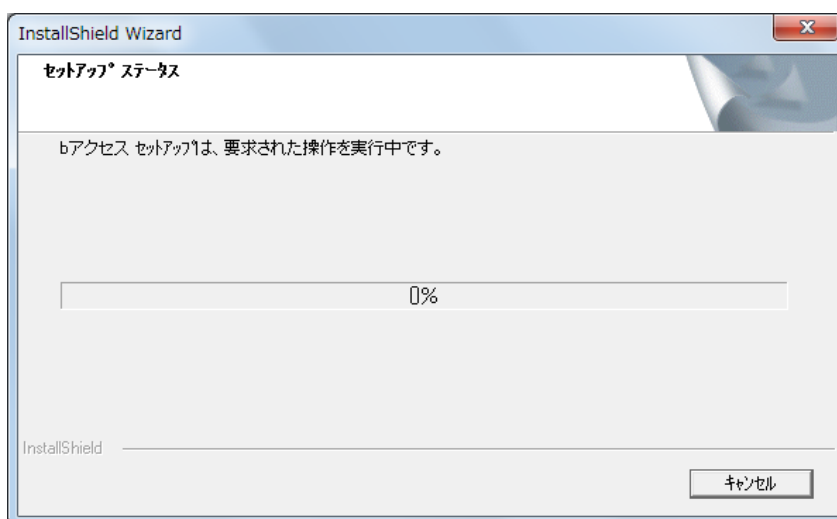 InstallShield Wizard
セットアップ ステータス
bアクセス セットアップは、要求された操作を実行中です。
0%
InstallShield
キャンセル